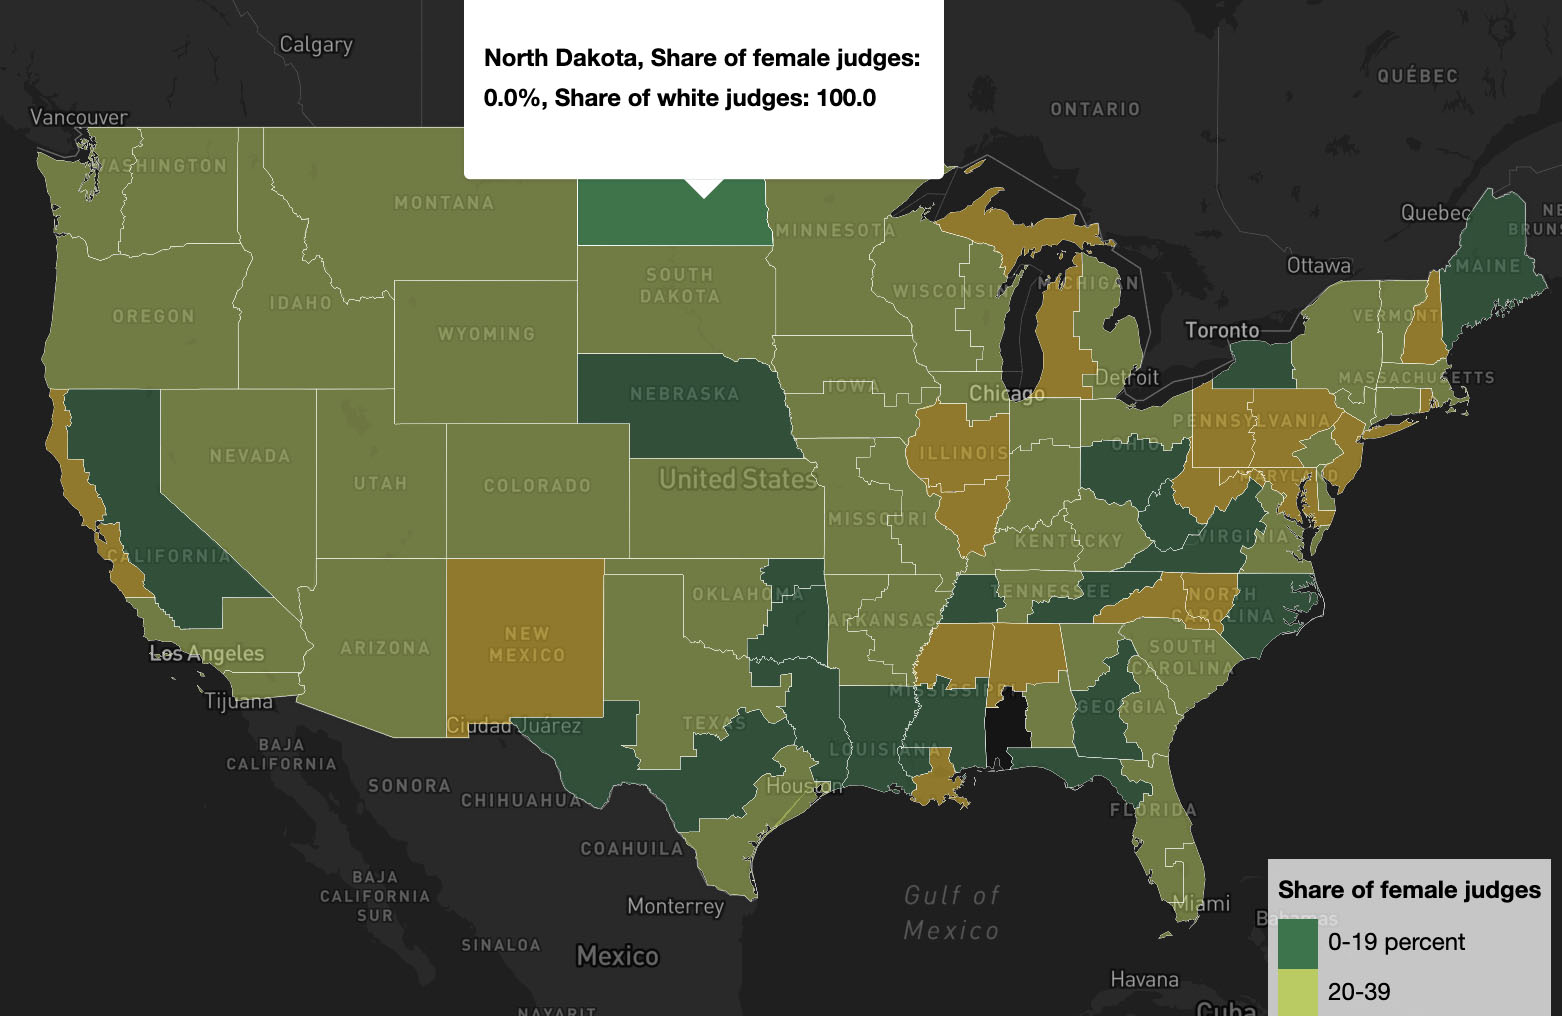 North Dakota, Share of female judges:
0.0%, Share of white judges: 100.0
Calgary
Vancouver
ONTARIO
QUÉBEC
WASHINGTON
MONTANA
MINNESOTA
Quebec
NE
BRUNS
SOUTH
DAKOTA
Ottawa
MAINE
OREGON
IDAHO
WYOMING
WISCONSIN
MICHIGAN
VERMONT
Toronto
NEBRASKA
IOWA
Chicago
Detroit
MASSACHUSETTS
NEVADA
UTAH
COLORADO
United States
ILLINOIS
OHIO
PENNSYLVANIA
MARYLAND
MISSOURI
KENTUCKY
VIRGINIA
CALIFORNIA
OKLAHOMA
ARKANSAS
TENNESSEE
NORTH
CAROLINA
Los Angeles
ARIZONA
NEW
MEXICO
SOUTH
CAROLINA
Tijuana
Ciudad Juárez
TEXAS
MISSISSIPPI
GEORGIA
LOUISIANA
BAJA
CALIFORNIA
SONORA
CHIHUAHUA
Houston
FLORIDA
COAHUILA
BAJA
CALIFORNIA
SUR
Monterrey
Gulf of
Mexico
Miami
Bahamas
SINALOA
Mexico
Havana
Cuba
NAYARIT
Share of female judges
0-19 percent
20-39